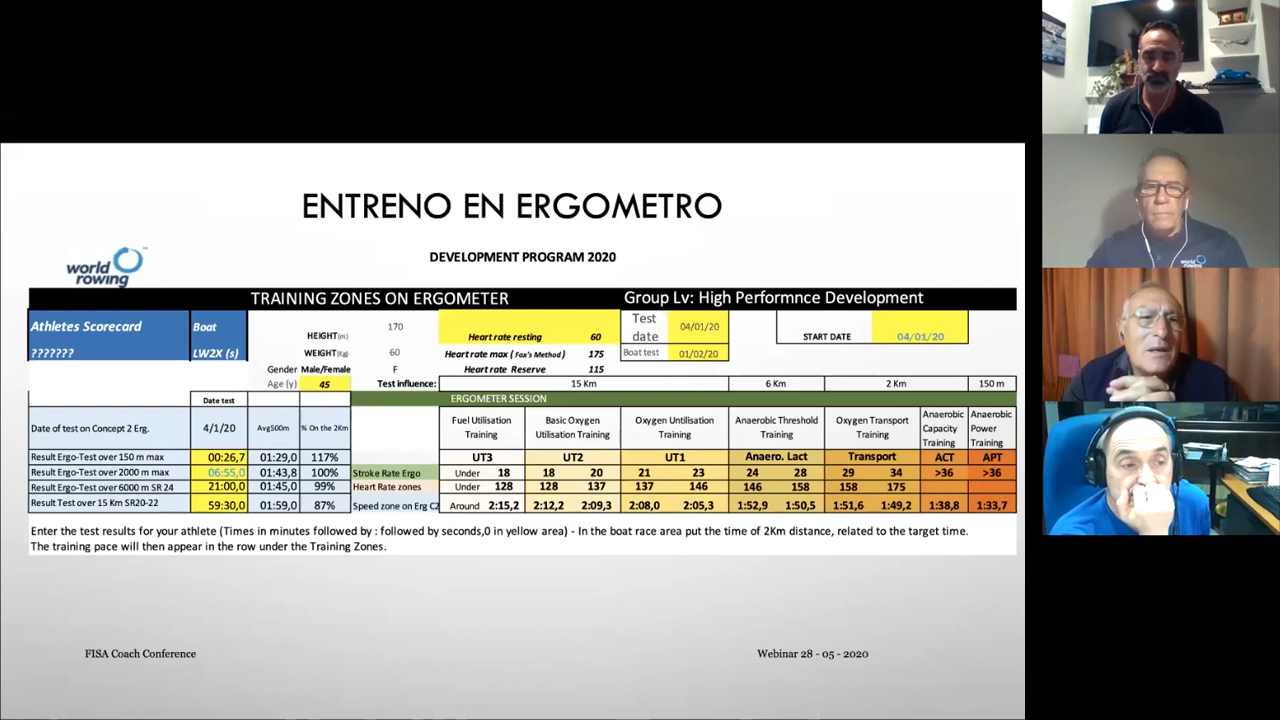 ENTRENO EN ERGOMETRO
DEVELOPMENT PROGRAM 2020
world rowing
TRAINING ZONES ON ERGOMETER Group Lv: High Performnce Development
Athletes Scorecard Boat HEIGHT(m) 170 Heart rate resting 60 Test date 04/01/20 START DATE 04/01/20
??????? LW2X (s) WEIGHT(Kg) 60 Heart rate max ( Fox's Method ) 175 Boat test 01/02/20
Gender Male/Female F Heart rate Reserve 115
Age (y) 45 Test influence: 15 Km 6 Km 2 Km 150 m
Date test ERGOMETER SESSION
Date of test on Concept 2 Erg. 4/1/20 Avg500m % On the 2Km Fuel Utilisation Training Basic Oxygen Utilisation Training Oxygen Untilisation Training Anaerobic Threshold Training Oxygen Transport Training Anaerobic Capacity Training Anaerobic Power Training
Result Ergo-Test over 150 m max 00:26,7 01:29,0 117% UT3 UT2 UT1 Anaero. Lact Transport ACT APT
Result Ergo-Test over 2000 m max 06:55,0 01:43,8 100% Stroke Rate Ergo Under 18 18 20 21 23 24 28 29 34 >36 >36
Result Ergo-Test over 6000 m SR 24 21:00,0 01:45,0 99% Heart Rate zones Under 128 128 137 137 146 146 158 158 175
Result Test over 15 Km SR20-22 59:30,0 01:59,0 87% Speed zone on Erg C2 Around 2:15,2 2:12,2 2:09,3 2:08,0 2:05,3 1:52,9 1:50,5 1:51,6 1:49,2 1:38,8 1:33,7
Enter the test results for your athlete (Times in minutes followed by : followed by seconds,0 in yellow area) - In the boat race area put the time of 2Km distance, related to the target time.
The training pace will then appear in the row under the Training Zones.
FISA Coach Conference Webinar 28 - 05 - 2020